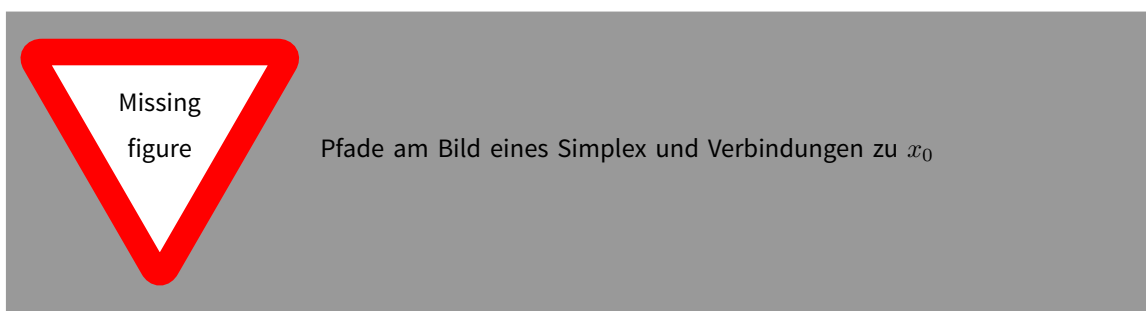 Missing
figure
Pfade am Bild eines Simplex und Verbindungen zu x₀